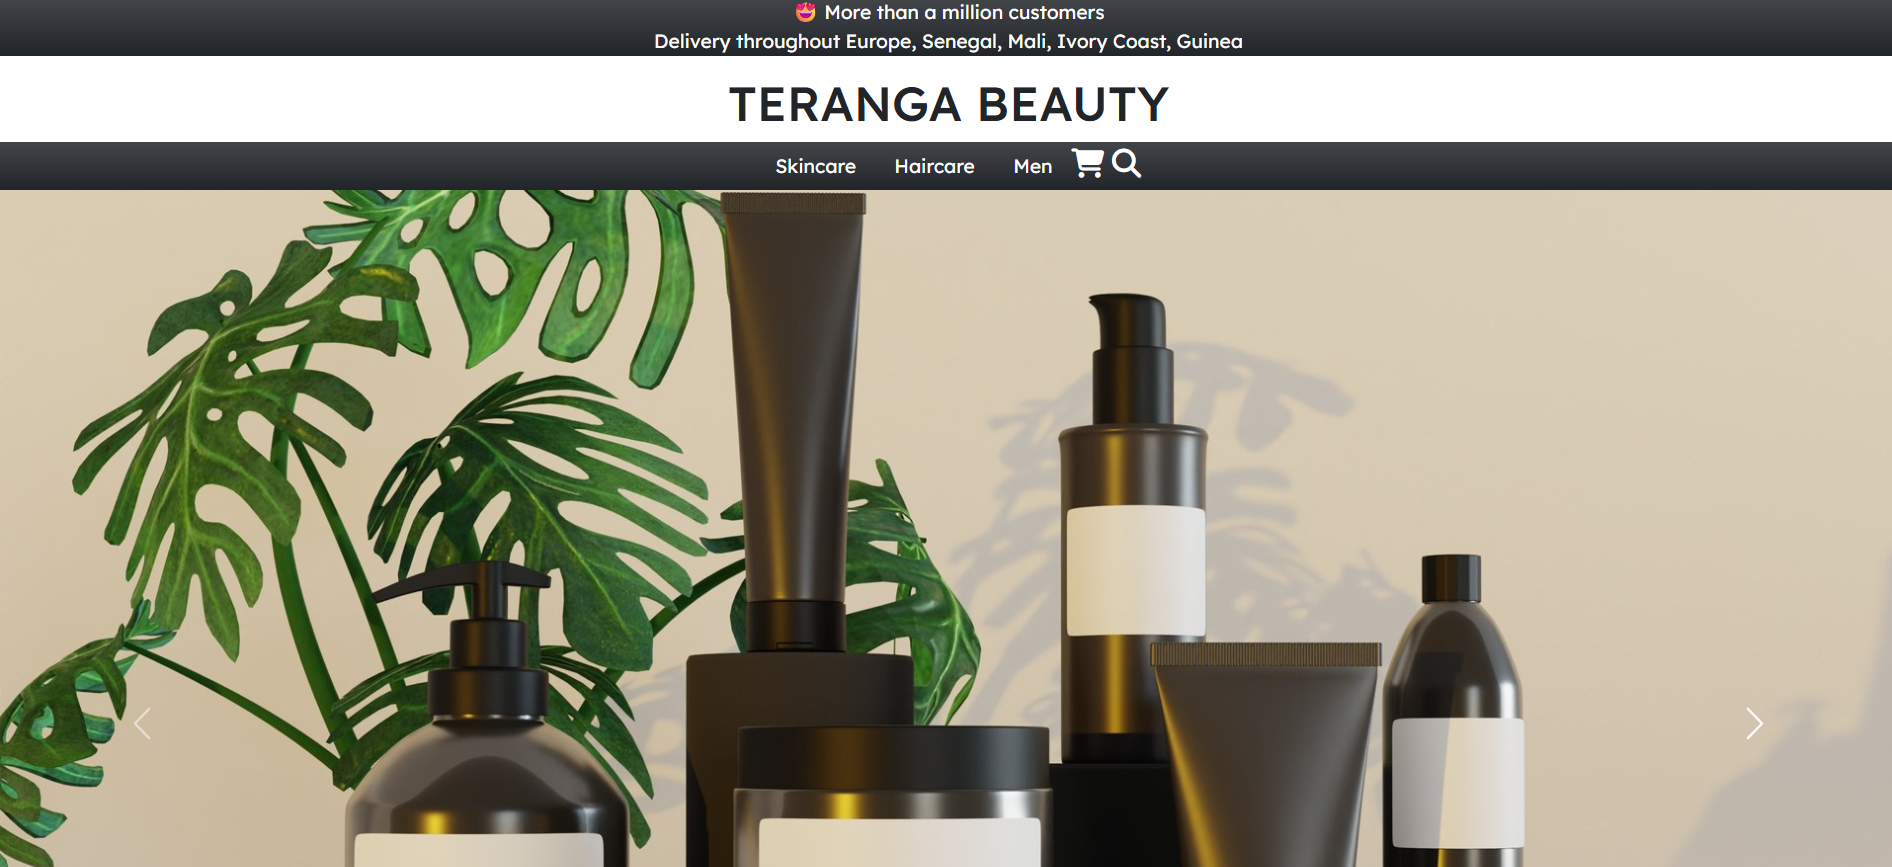 😍 More than a million customers
Delivery throughout Europe, Senegal, Mali, Ivory Coast, Guinea
TERANGA BEAUTY
Skincare Haircare Men